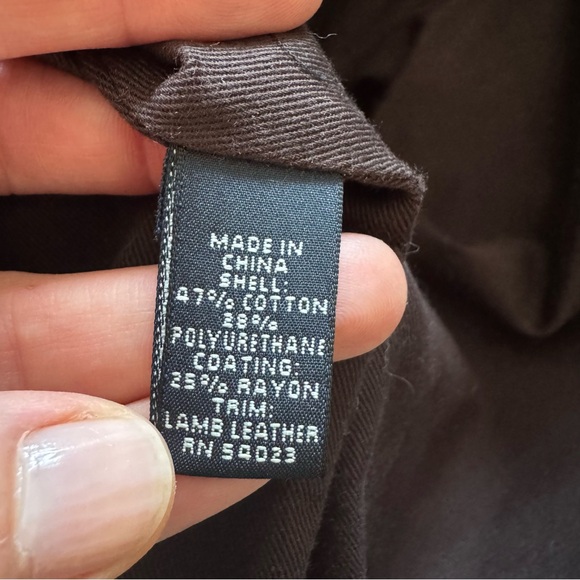 MADE IN
CHINA
SHELL:
47% COTTON
28%
POLYURETHANE
COATING:
25% RAYON
TRIM:
LAMB LEATHER
RN 54023